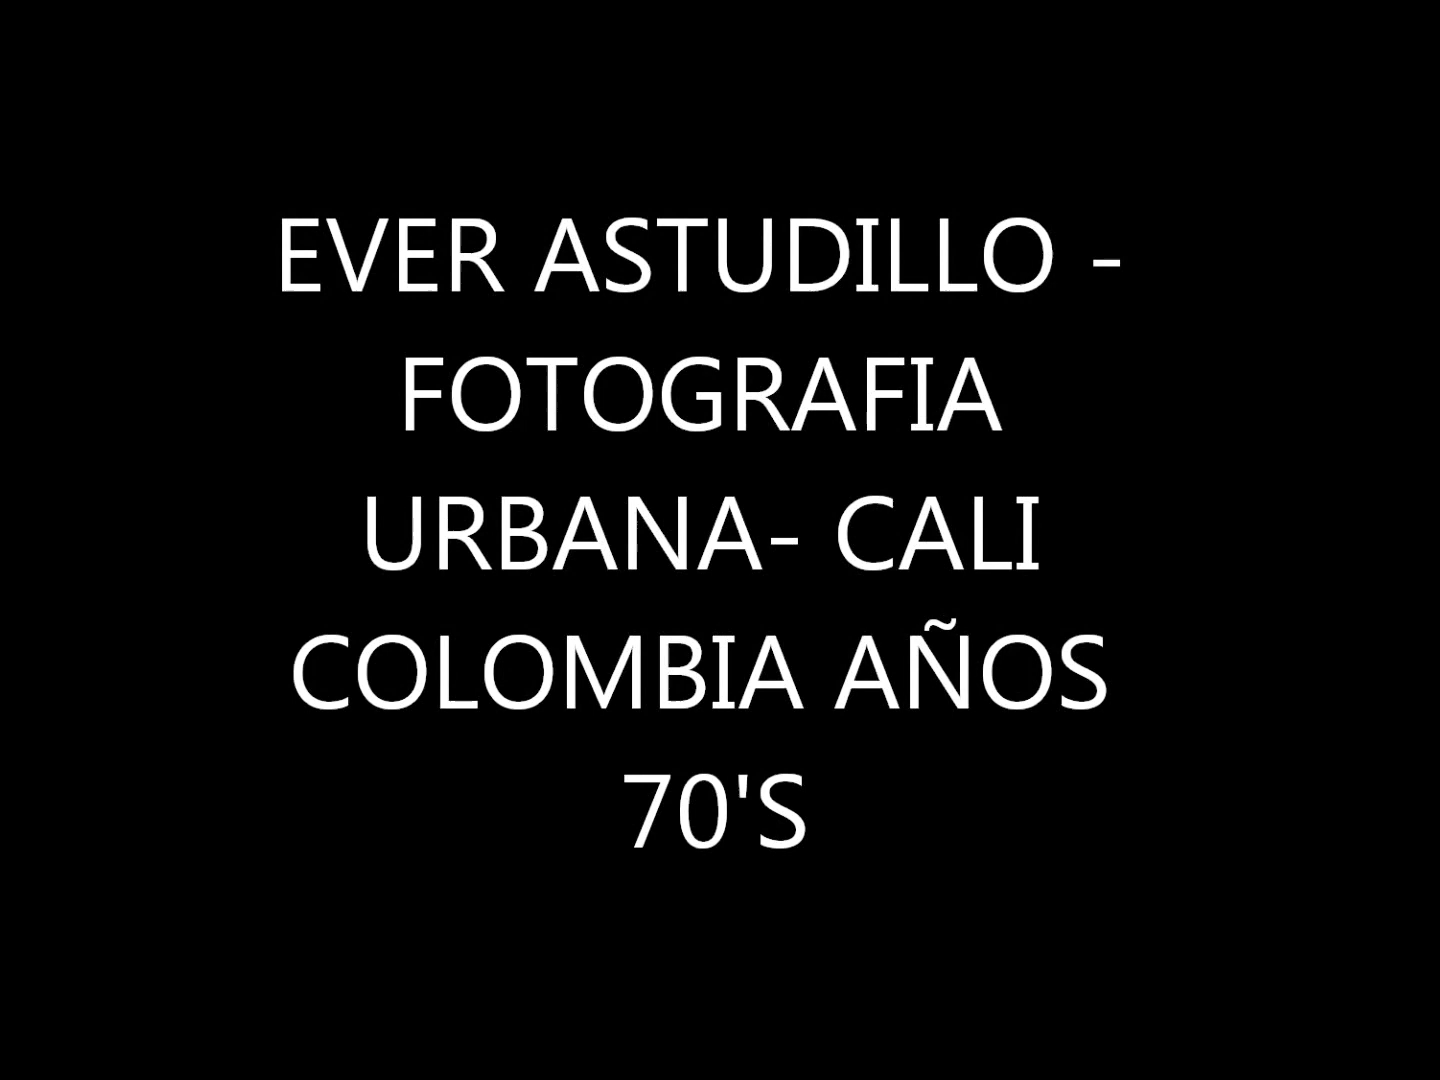 EVER ASTUDILLO -
FOTOGRAFIA
URBANA- CALI
COLOMBIA AÑOS
70'S